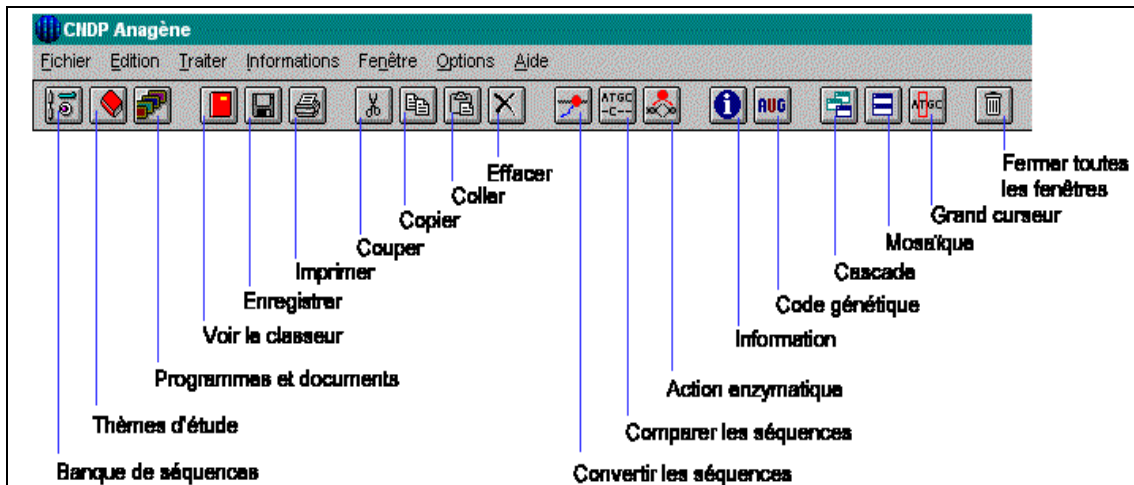 CNDP Anagène
Fichier Edition Traiter Informations Fenêtre Options Aide
ATGC
-C--
AUG
ATGC
Effacer
Coller
Copier
Couper
Imprimer
Enregistrer
Voir le classeur
Programmes et documents
Thèmes d'étude
Banque de séquences
Fermer toutes
les fenêtres
Grand curseur
Mosaïque
Cascade
Code génétique
Information
Action enzymatique
Comparer les séquences
Convertir les séquences